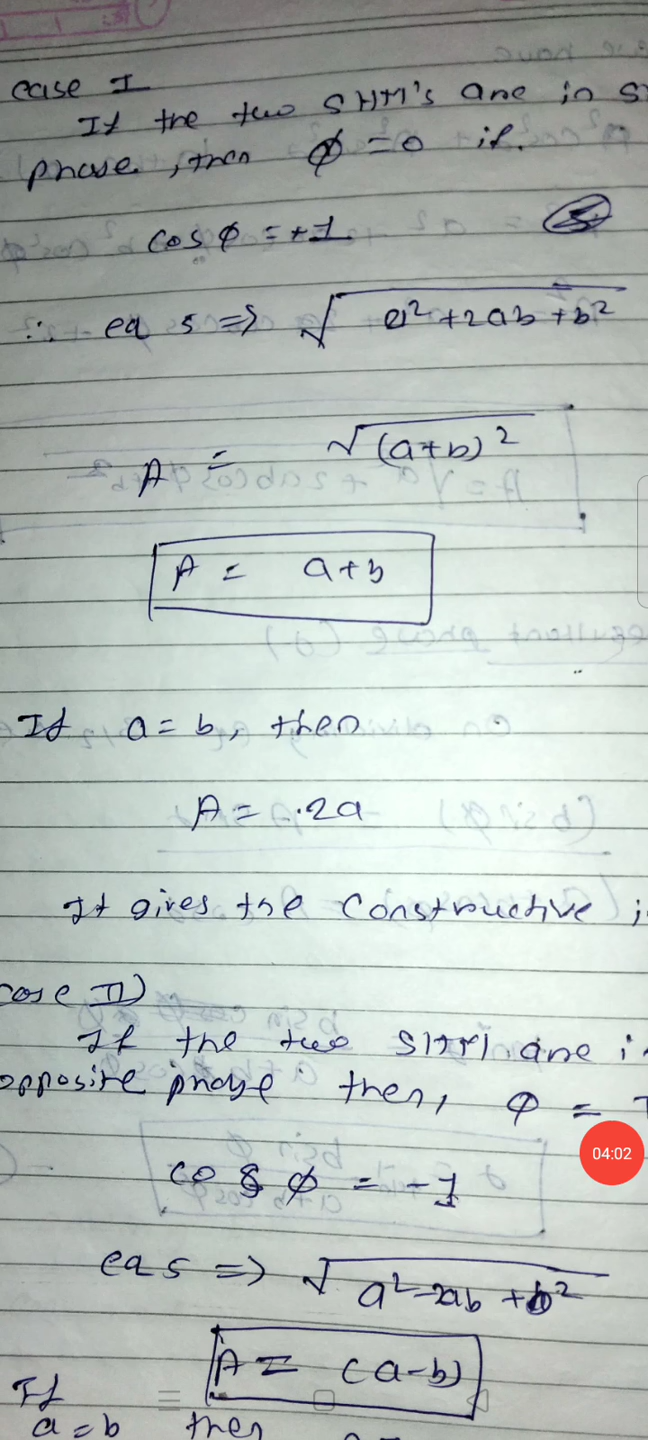 case I
If the two SHM's are in
phase, then φ = 0 if.
cos φ = +1
∴ eq 5 ⇒ √a²+2ab+b²
A = √(a+b)²
A = a+b
If a = b, then
A = .2a
It gives the constructive
case II)
If the two SHM are
opposite phase then, φ =
04:02
cos φ = -1
eq 5 ⇒ √a²-2ab+b²
A = (a-b)
If
a = b then